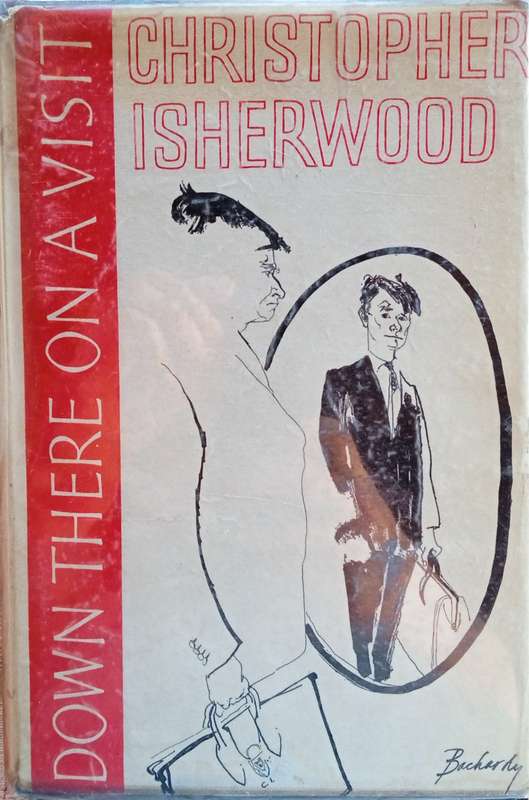 CHRISTOPHER
ISHERWOOD
DOWN THERE ON A VISIT
Bachardy